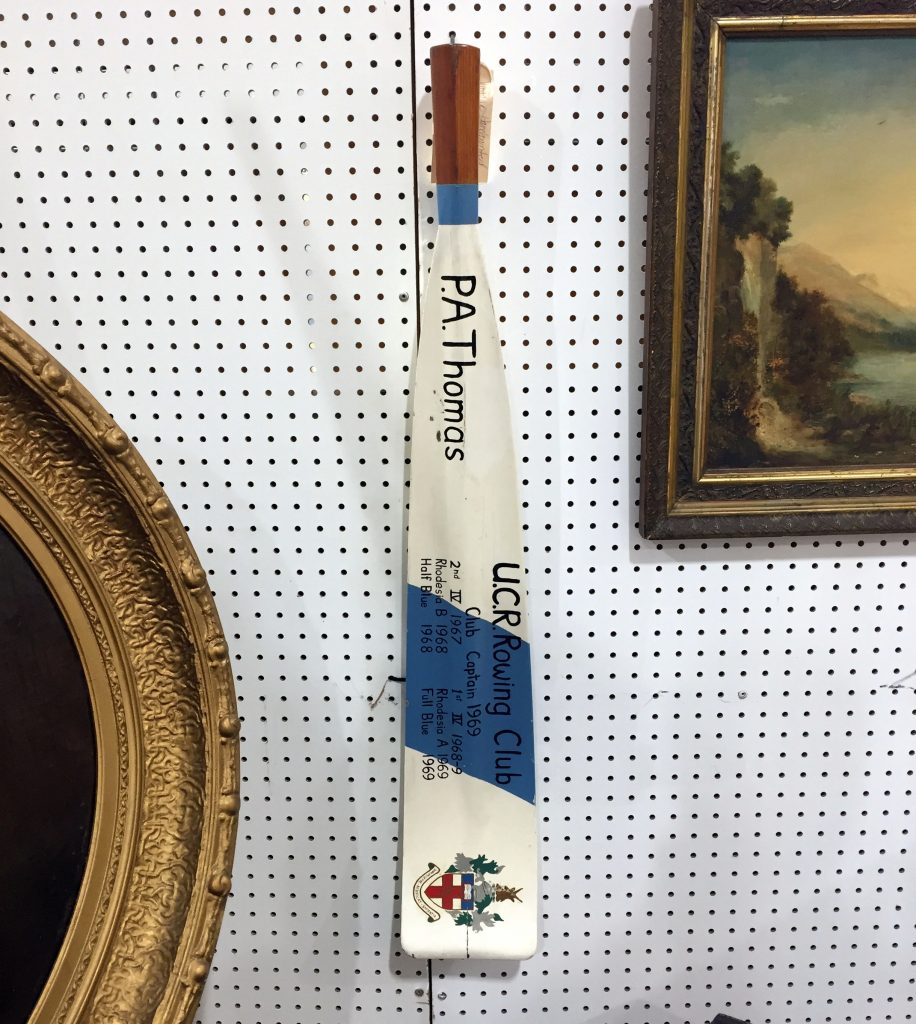 P.A. Thomas
U.C.R. Rowing Club
Club Captain 1969
2nd IV 1967 1st IV 1968-9
Rhodesia B 1968 Rhodesia A 1969
Half Blue 1968 Full Blue 1969